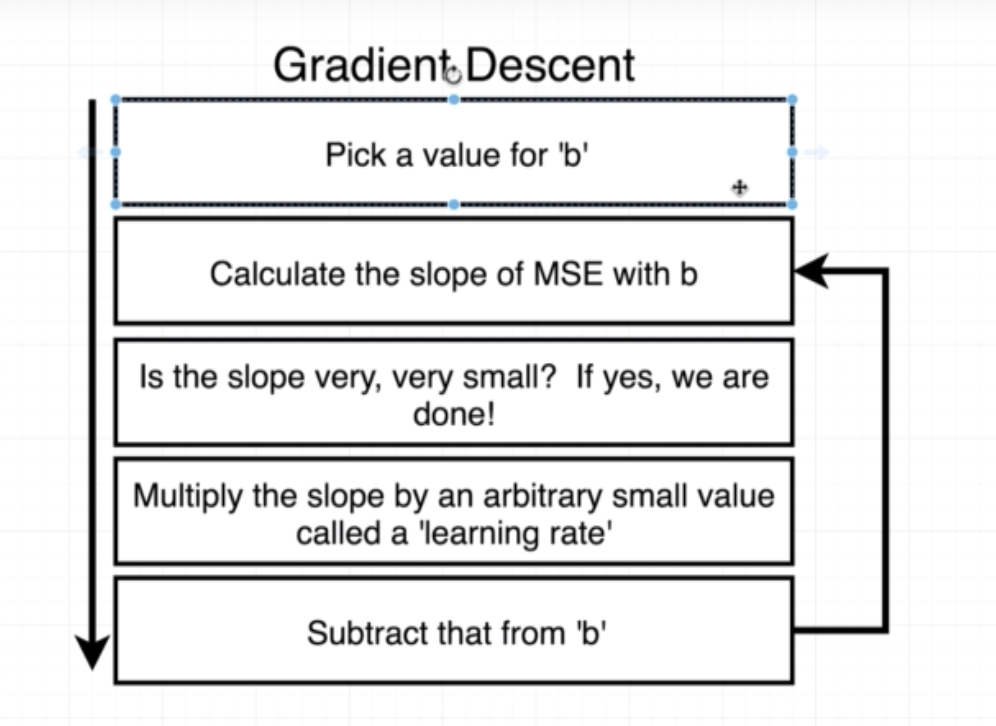 Gradient Descent
Pick a value for 'b'
Calculate the slope of MSE with b
Is the slope very, very small?  If yes, we are
done!
Multiply the slope by an arbitrary small value
called a 'learning rate'
Subtract that from 'b'